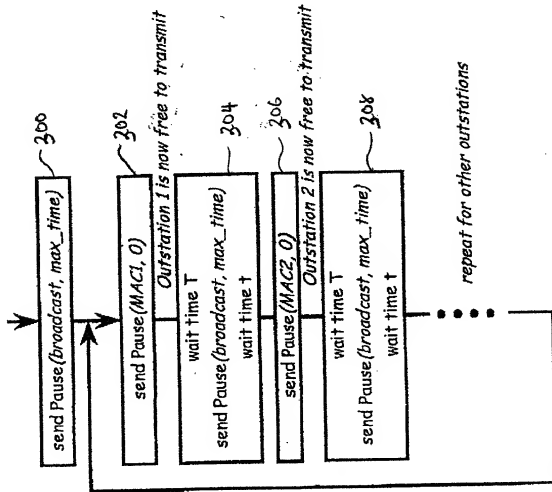 send Pause(broadcast, max_time)
300
send Pause(MAC1, 0)
302
Outstation 1 is now free to transmit
wait time T
send Pause(broadcast, max_time)
wait time t
304
send Pause(MAC2, 0)
306
Outstation 2 is now free to transmit
wait time T
send Pause(broadcast, max_time)
wait time t
308
repeat for other outstations